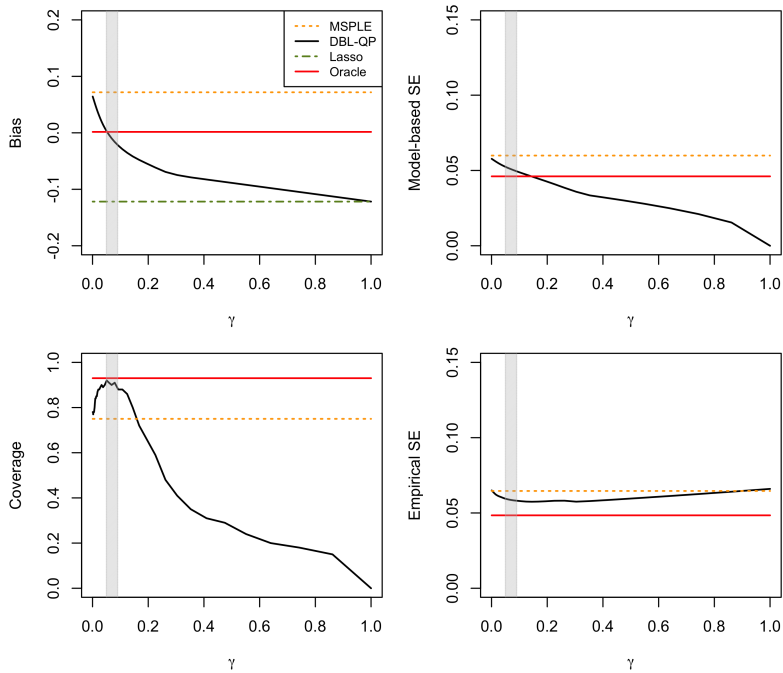 Bias
0.2
0.1
0.0
-0.1
-0.2
MSPLE
DBL-QP
Lasso
Oracle
0.0 0.2 0.4 0.6 0.8 1.0
γ
Model-based SE
0.15
0.10
0.05
0.00
0.0 0.2 0.4 0.6 0.8 1.0
γ
Coverage
1.0
0.8
0.6
0.4
0.2
0.0
0.0 0.2 0.4 0.6 0.8 1.0
γ
Empirical SE
0.15
0.10
0.05
0.00
0.0 0.2 0.4 0.6 0.8 1.0
γ